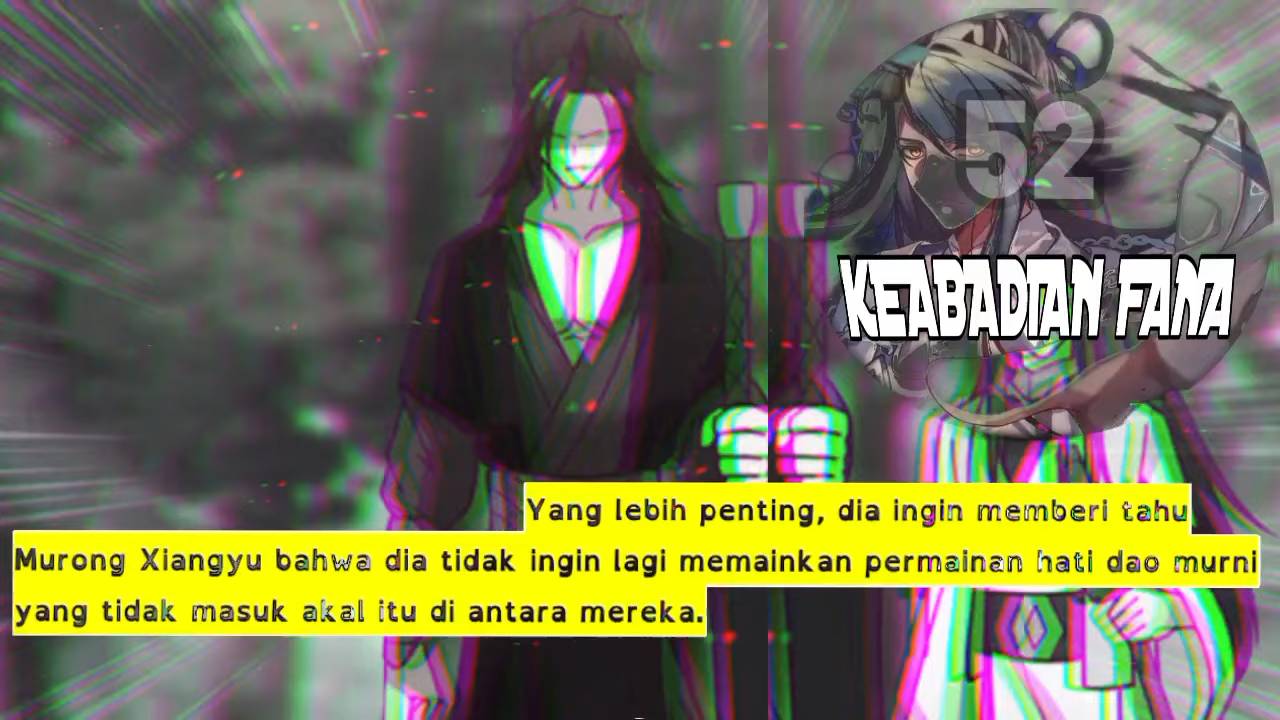 52
KEABADIAN FANA
Yang lebih penting, dia ingin memberi tahu
Murong Xiangyu bahwa dia tidak ingin lagi memainkan permainan hati dao murni
yang tidak masuk akal itu di antara mereka.